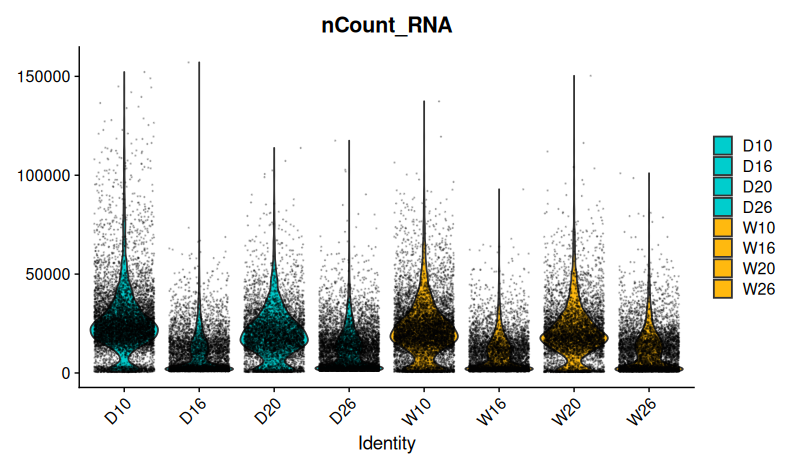 nCount_RNA
150000
100000
50000
0
D10
D16
D20
D26
W10
W16
W20
W26
Identity
D10
D16
D20
D26
W10
W16
W20
W26